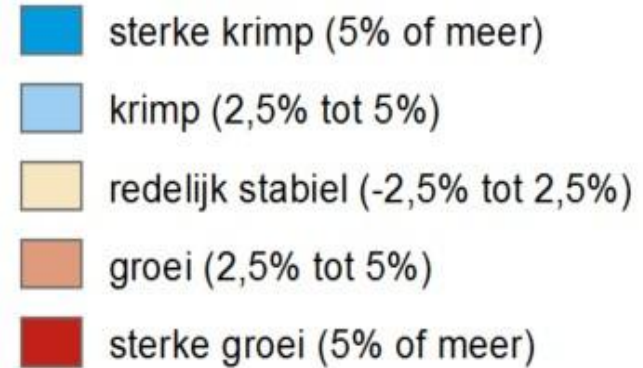 sterke krimp (5% of meer)
krimp (2,5% tot 5%)
redelijk stabiel (-2,5% tot 2,5%)
groei (2,5% tot 5%)
sterke groei (5% of meer)